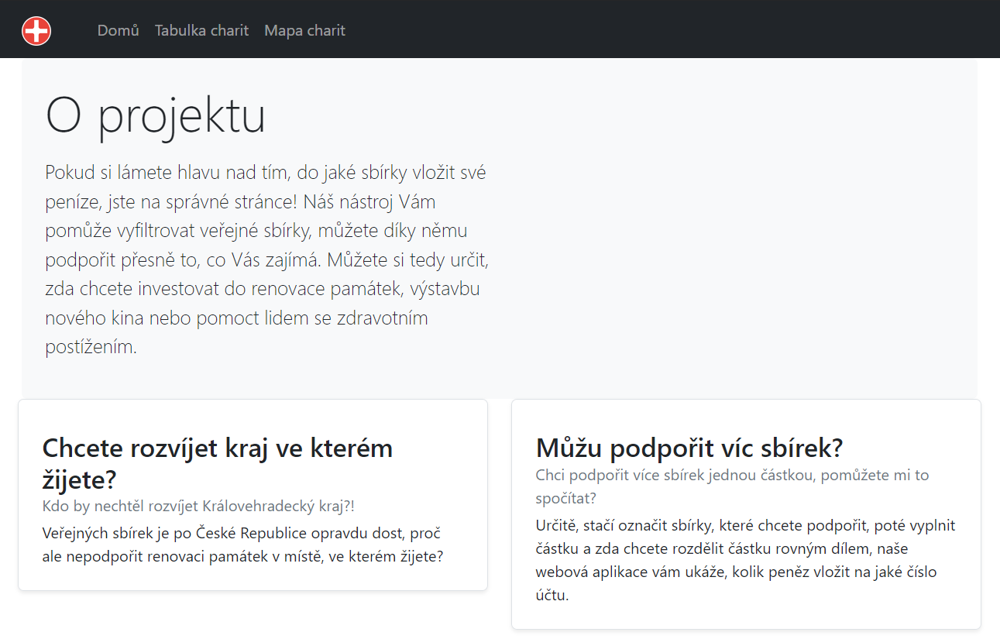 Domů Tabulka charit Mapa charit
O projektu
Pokud si lámete hlavu nad tím, do jaké sbírky vložit své
peníze, jste na správné stránce! Náš nástroj Vám
pomůže vyfiltrovat veřejné sbírky, můžete díky němu
podpořit přesně to, co Vás zajímá. Můžete si tedy určit,
zda chcete investovat do renovace památek, výstavbu
nového kina nebo pomoct lidem se zdravotním
postížením.
Chcete rozvíjet kraj ve kterém
žijete?
Kdo by nechtěl rozvíjet Královehradecký kraj?!
Veřejných sbírek je po České Republice opravdu dost, proč
ale nepodpořit renovaci památek v místě, ve kterém žijete?
Můžu podpořit víc sbírek?
Chci podpořit více sbírek jednou částkou, pomůžete mi to
spočítat?
Určitě, stačí označit sbírky, které chcete podpořit, poté vyplnit
částku a zda chcete rozdělit částku rovným dílem, naše
webová aplikace vám ukáže, kolik peněz vložit na jaké číslo
účtu.